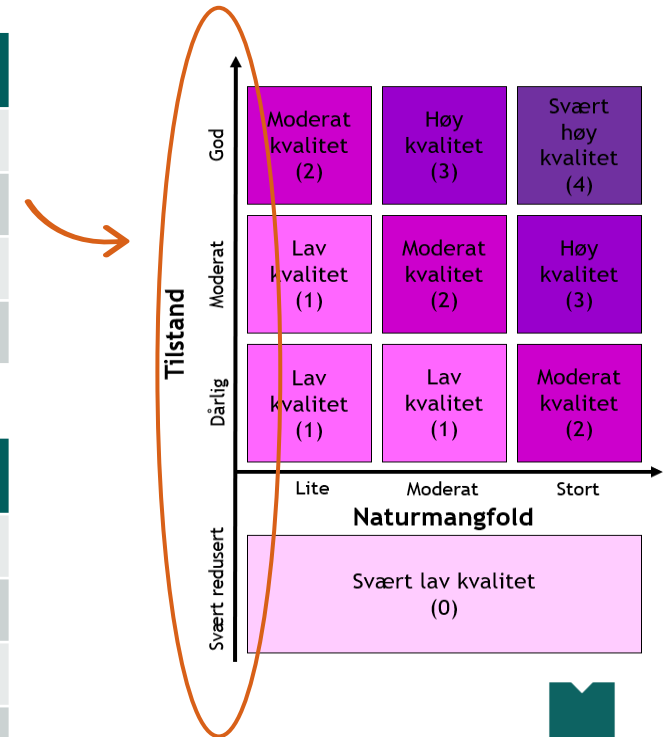 Tilstand
God
Moderat
kvalitet
(2)
Høy
kvalitet
(3)
Svært
høy
kvalitet
(4)
Moderat
Lav
kvalitet
(1)
Moderat
kvalitet
(2)
Høy
kvalitet
(3)
Dårlig
Lav
kvalitet
(1)
Lav
kvalitet
(1)
Moderat
kvalitet
(2)
Lite
Moderat
Stort
Naturmangfold
Svært redusert
Svært lav kvalitet
(0)